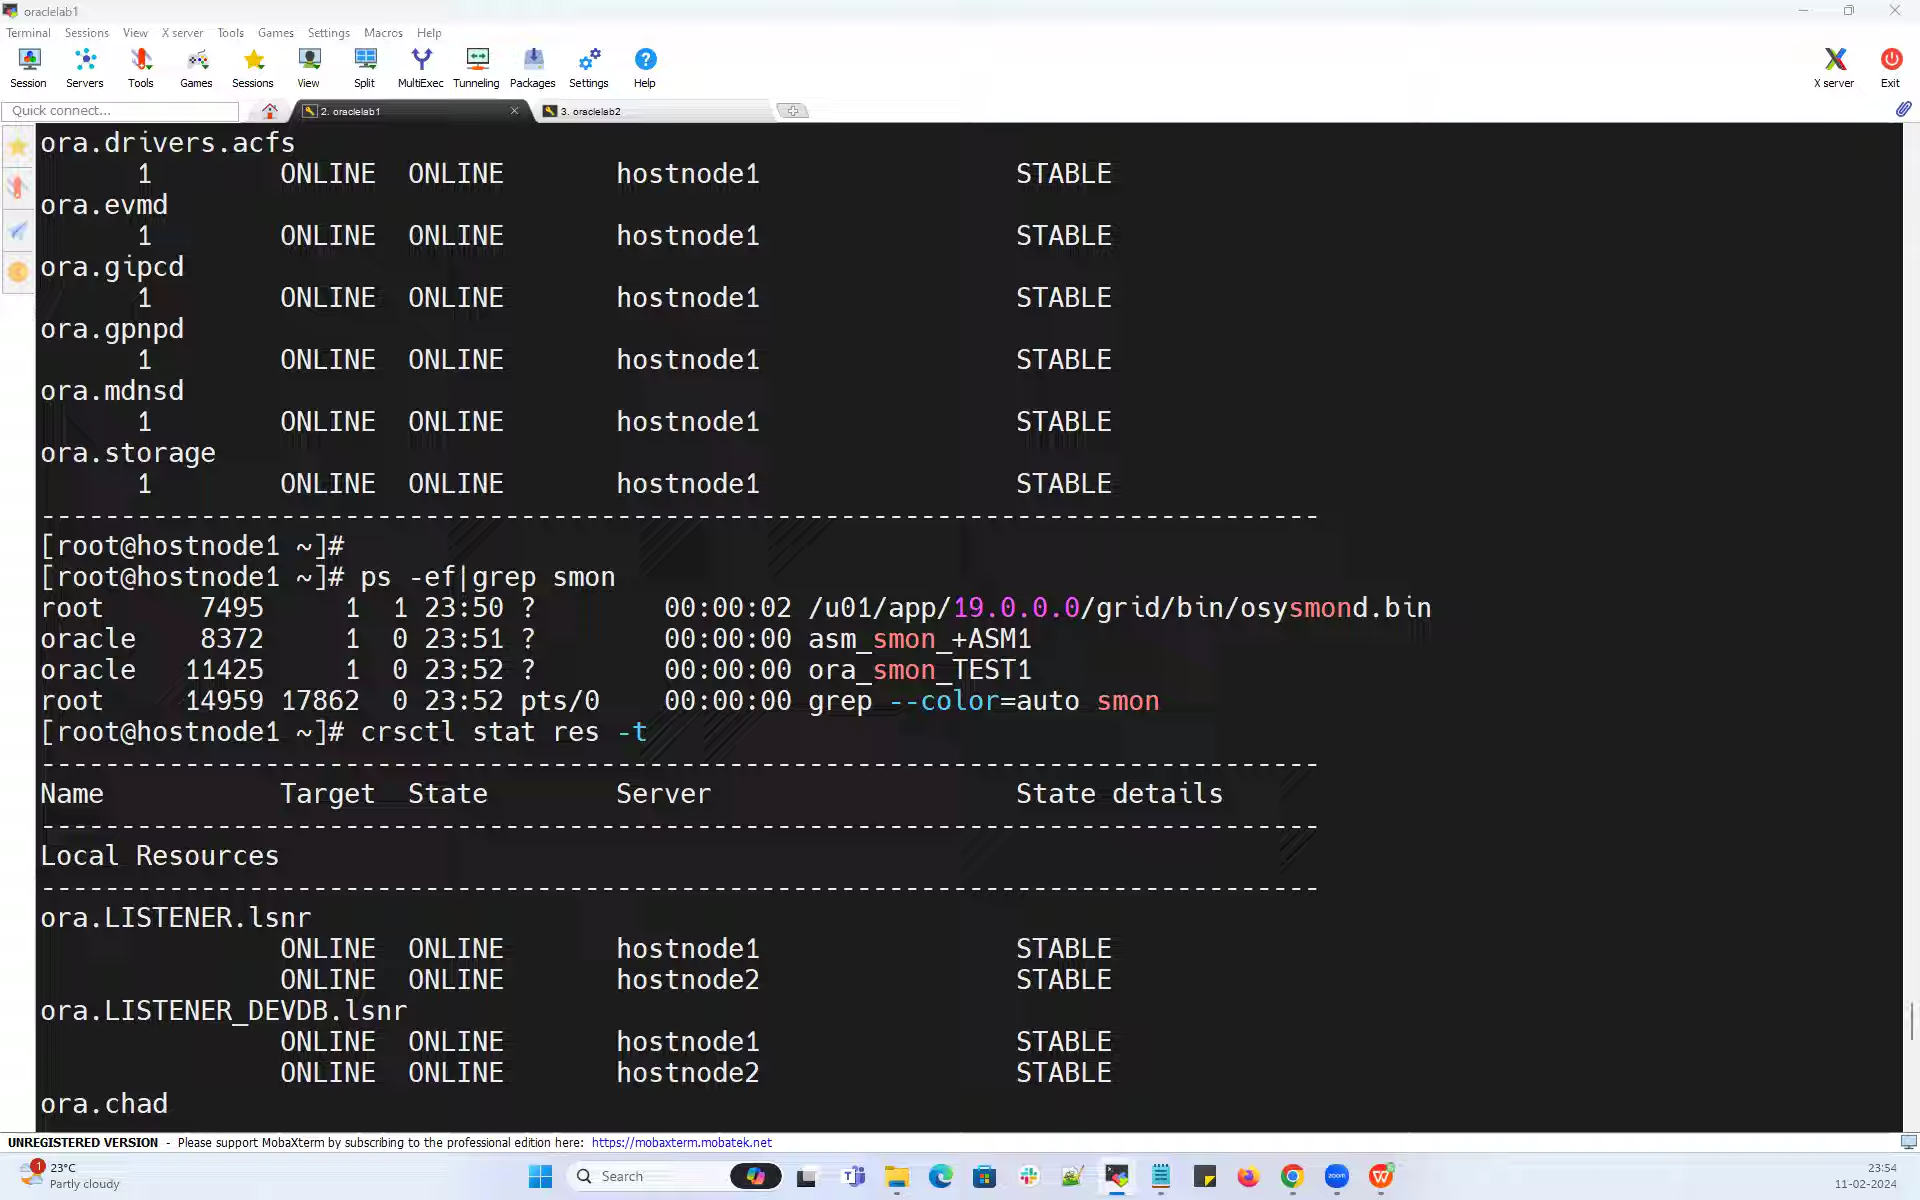 oraclelab1
Terminal Sessions View X server Tools Games Settings Macros Help
Session Servers Tools Games Sessions View Split MultiExec Tunneling Packages Settings Help X server Exit
Quick connect... 2. oraclelab1 3. oraclelab2
ora.drivers.acfs
1 ONLINE ONLINE hostnode1 STABLE
ora.evmd
1 ONLINE ONLINE hostnode1 STABLE
ora.gipcd
1 ONLINE ONLINE hostnode1 STABLE
ora.gpnpd
1 ONLINE ONLINE hostnode1 STABLE
ora.mdnsd
1 ONLINE ONLINE hostnode1 STABLE
ora.storage
1 ONLINE ONLINE hostnode1 STABLE
--------------------------------------------------------------------------------
[root@hostnode1 ~]#
[root@hostnode1 ~]# ps -ef|grep smon
root 7495 1 1 23:50 ? 00:00:02 /u01/app/19.0.0.0/grid/bin/osysmond.bin
oracle 8372 1 0 23:51 ? 00:00:00 asm_smon_+ASM1
oracle 11425 1 0 23:52 ? 00:00:00 ora_smon_TEST1
root 14959 17862 0 23:52 pts/0 00:00:00 grep --color=auto smon
[root@hostnode1 ~]# crsctl stat res -t
--------------------------------------------------------------------------------
Name Target State Server State details
--------------------------------------------------------------------------------
Local Resources
--------------------------------------------------------------------------------
ora.LISTENER.lsnr
ONLINE ONLINE hostnode1 STABLE
ONLINE ONLINE hostnode2 STABLE
ora.LISTENER_DEVDB.lsnr
ONLINE ONLINE hostnode1 STABLE
ONLINE ONLINE hostnode2 STABLE
ora.chad
UNREGISTERED VERSION - Please support MobaXterm by subscribing to the professional edition here: https://mobaxterm.mobatek.net
1 23°C
Partly cloudy
Search
zoom
23:54
11-02-2024